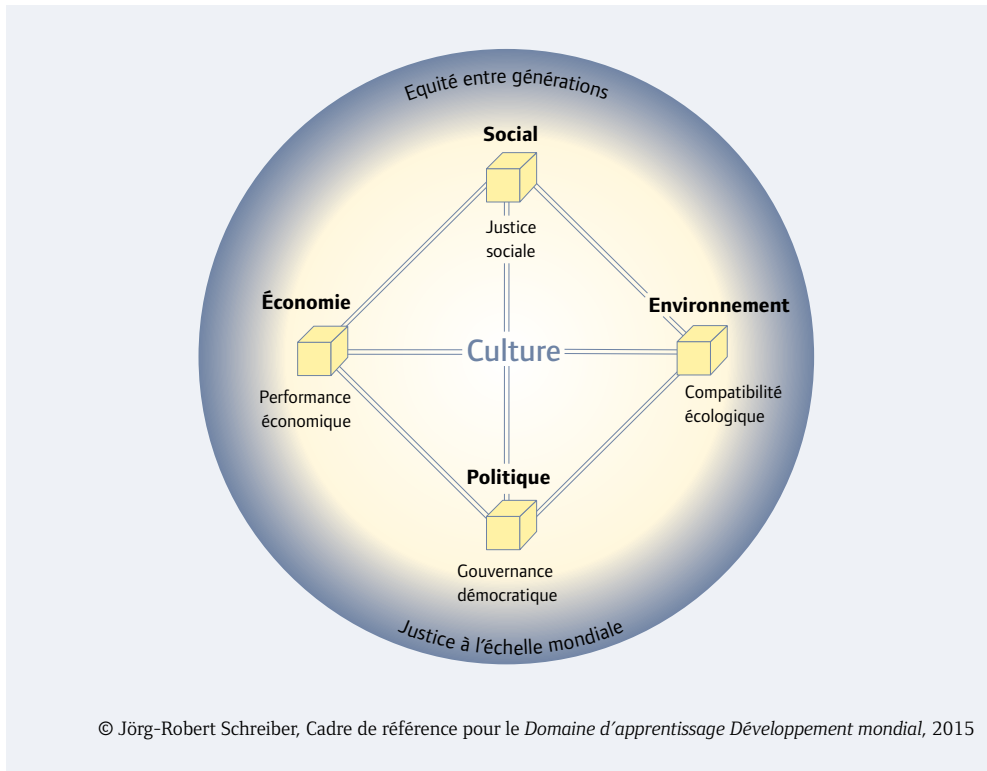 Equité entre générations
Social
Justice
sociale
Économie
Environnement
Culture
Performance
économique
Compatibilité
écologique
Politique
Gouvernance
démocratique
Justice à l’échelle mondiale
© Jörg-Robert Schreiber, Cadre de référence pour le Domaine d’apprentissage Développement mondial, 2015